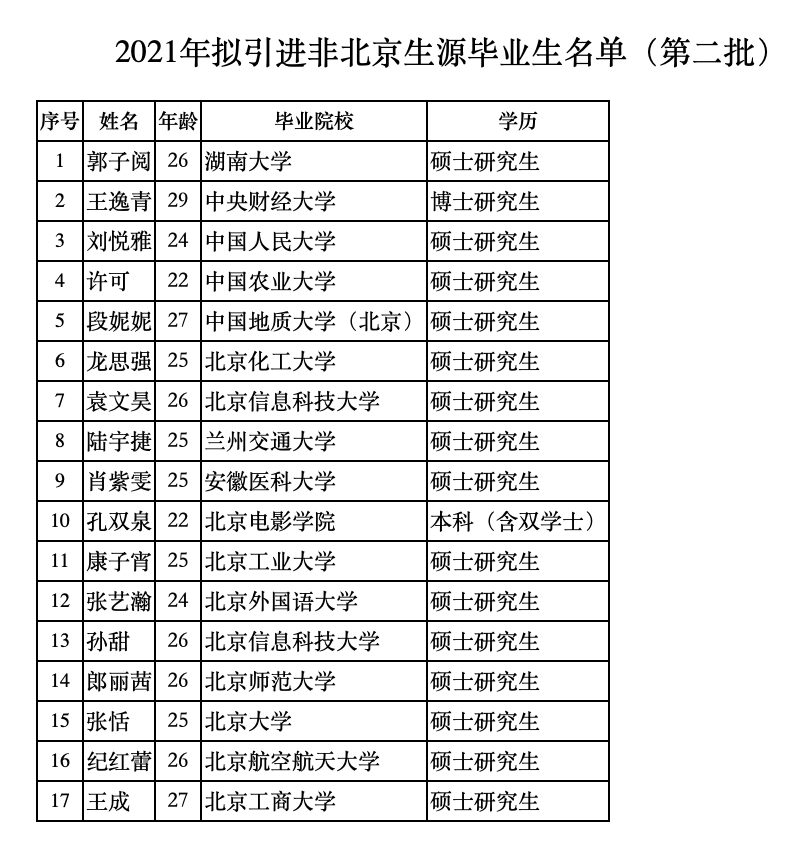 2021年拟引进非北京生源毕业生名单（第二批）
序号 姓名 年龄 毕业院校 学历
1 郭子阅 26 湖南大学 硕士研究生
2 王逸青 29 中央财经大学 博士研究生
3 刘悦雅 24 中国人民大学 硕士研究生
4 许可 22 中国农业大学 硕士研究生
5 段妮妮 27 中国地质大学（北京） 硕士研究生
6 龙思强 25 北京化工大学 硕士研究生
7 袁文昊 26 北京信息科技大学 硕士研究生
8 陆宇捷 25 兰州交通大学 硕士研究生
9 肖紫雯 25 安徽医科大学 硕士研究生
10 孔双泉 22 北京电影学院 本科（含双学士）
11 康子宵 25 北京工业大学 硕士研究生
12 张艺瀚 24 北京外国语大学 硕士研究生
13 孙甜 26 北京信息科技大学 硕士研究生
14 郎丽茜 26 北京师范大学 硕士研究生
15 张恬 25 北京大学 硕士研究生
16 纪红蕾 26 北京航空航天大学 硕士研究生
17 王成 27 北京工商大学 硕士研究生